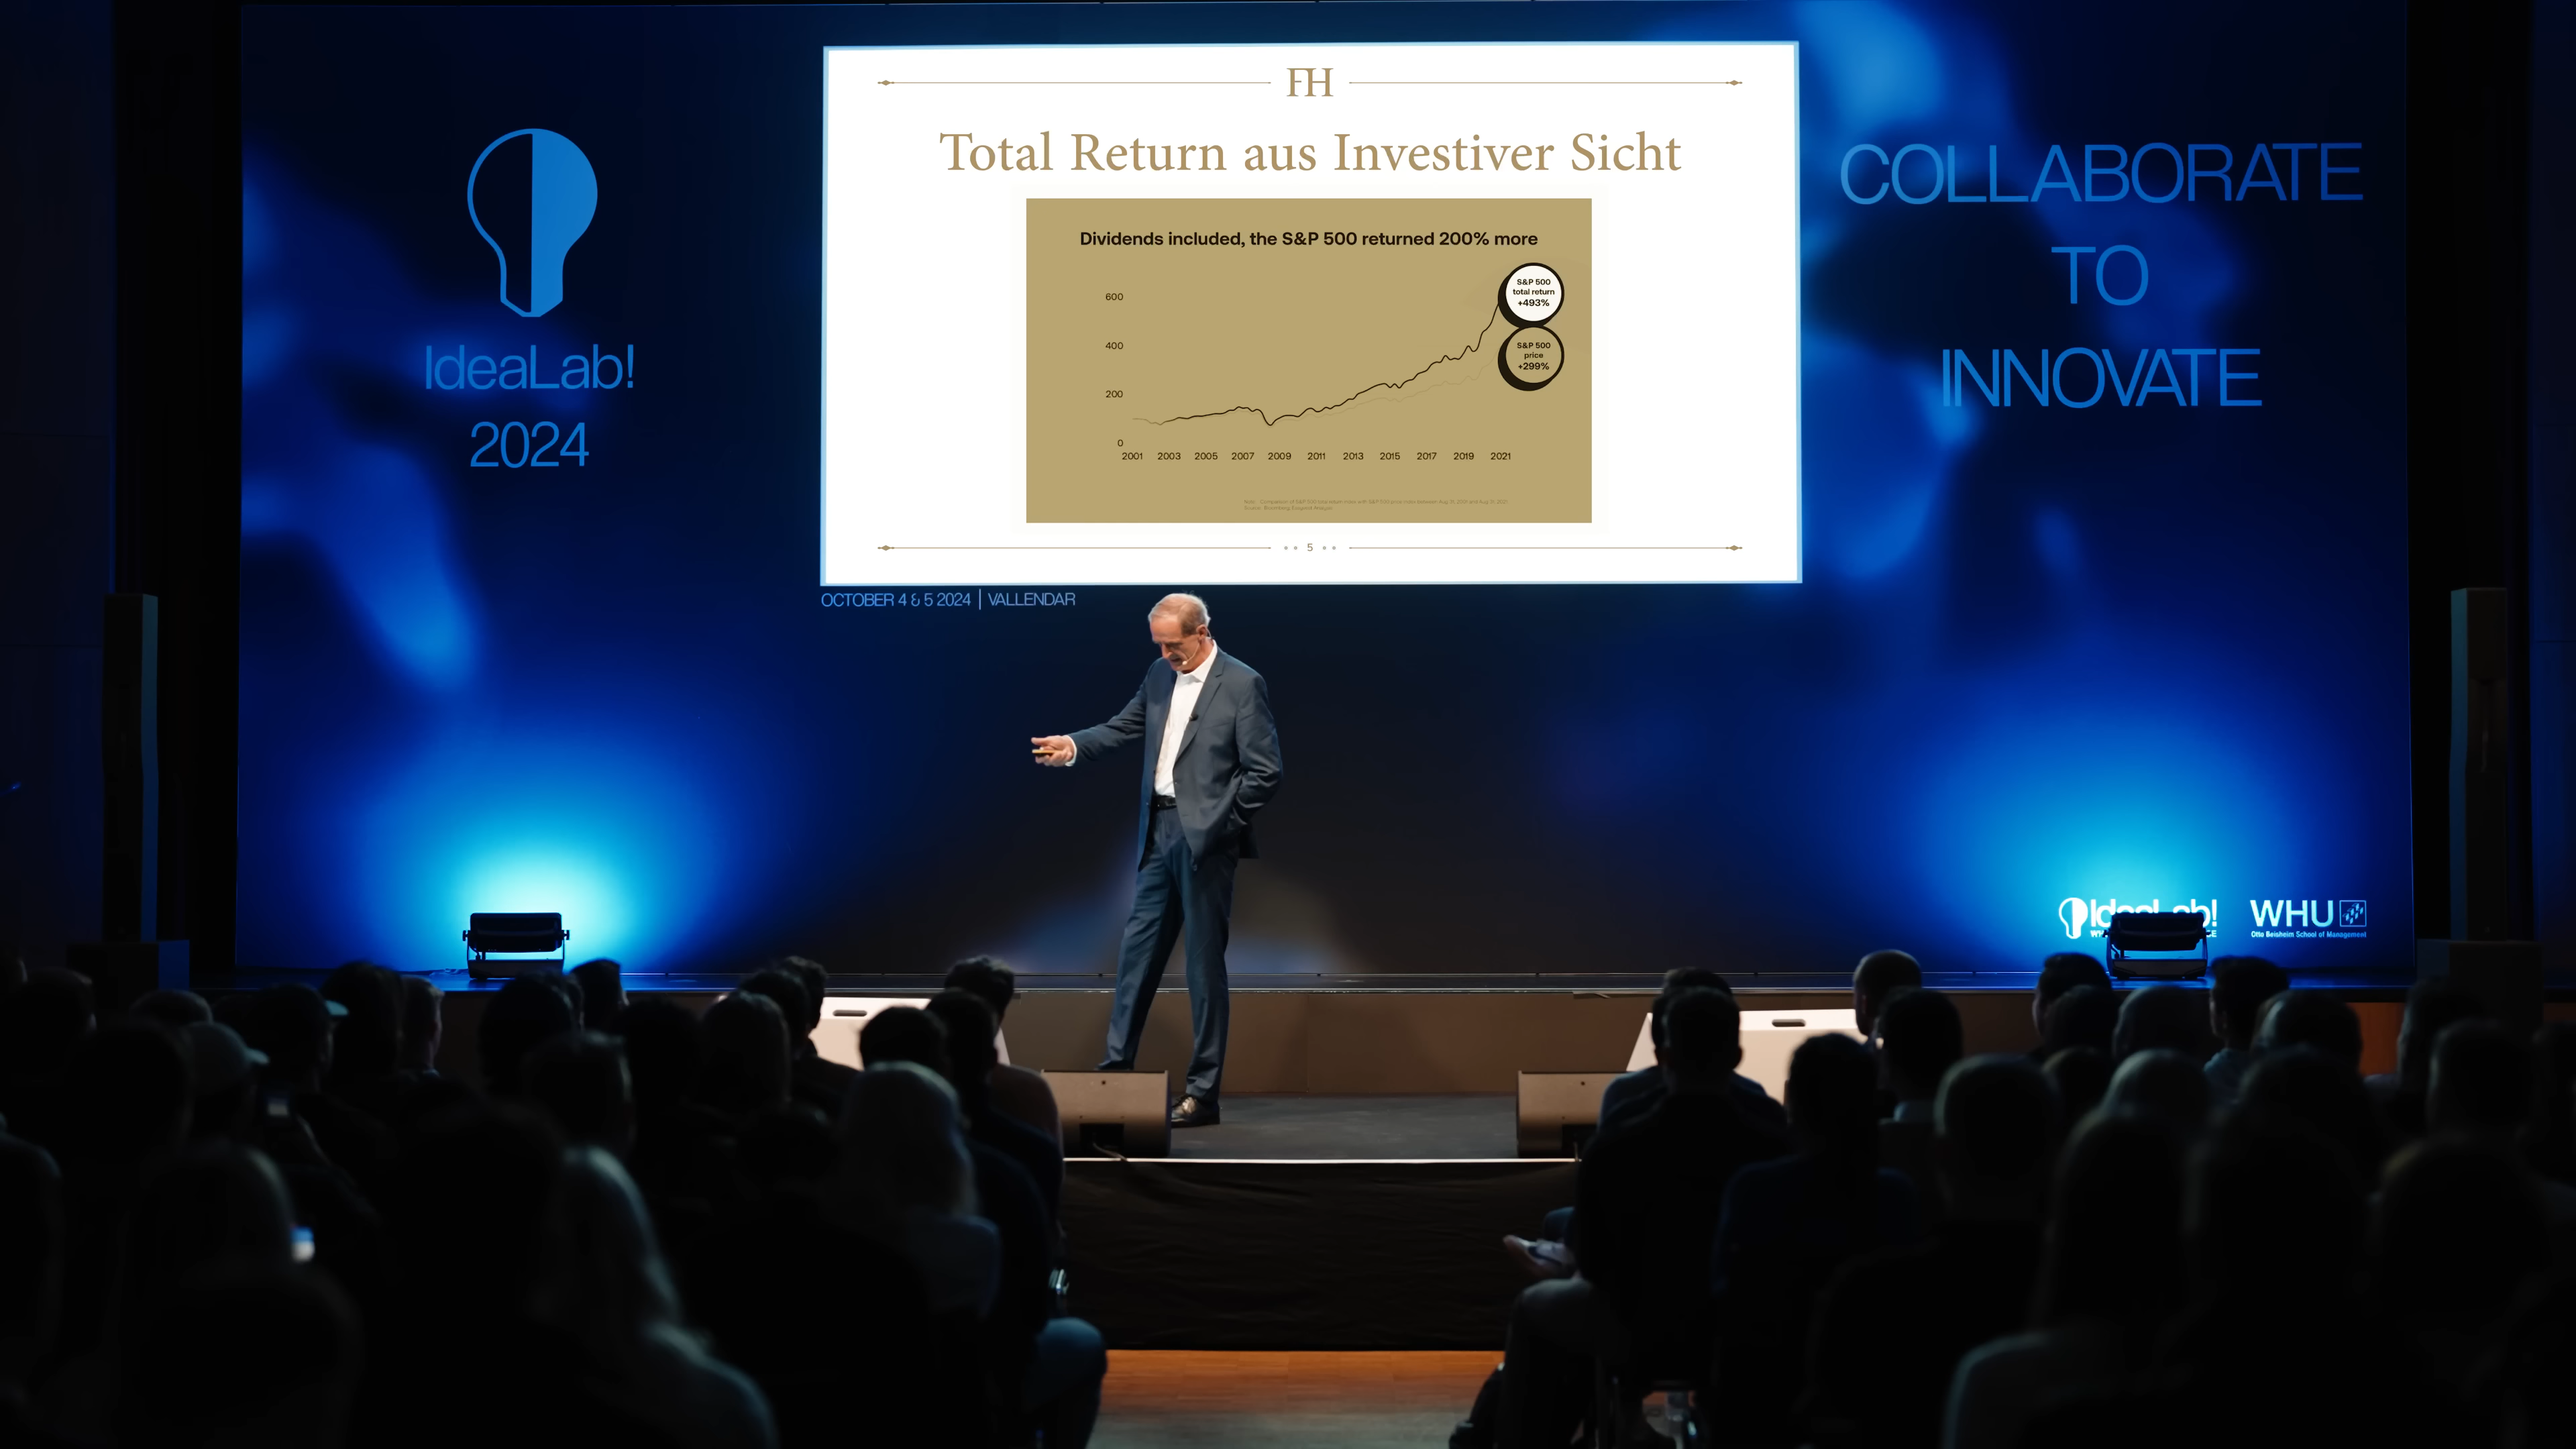 FH
Total Return aus Investiver Sicht
Dividends included, the S&P 500 returned 200% more
S&P 500
total return
+493%
S&P 500
price
+299%
600
400
200
0
2001 2003 2005 2007 2009 2011 2013 2015 2017 2019 2021
5
IdeaLab!
2024
COLLABORATE
TO
INNOVATE
OCTOBER 4 & 5 2024 | VALLENDAR
WHU
Otto Beisheim School of Management